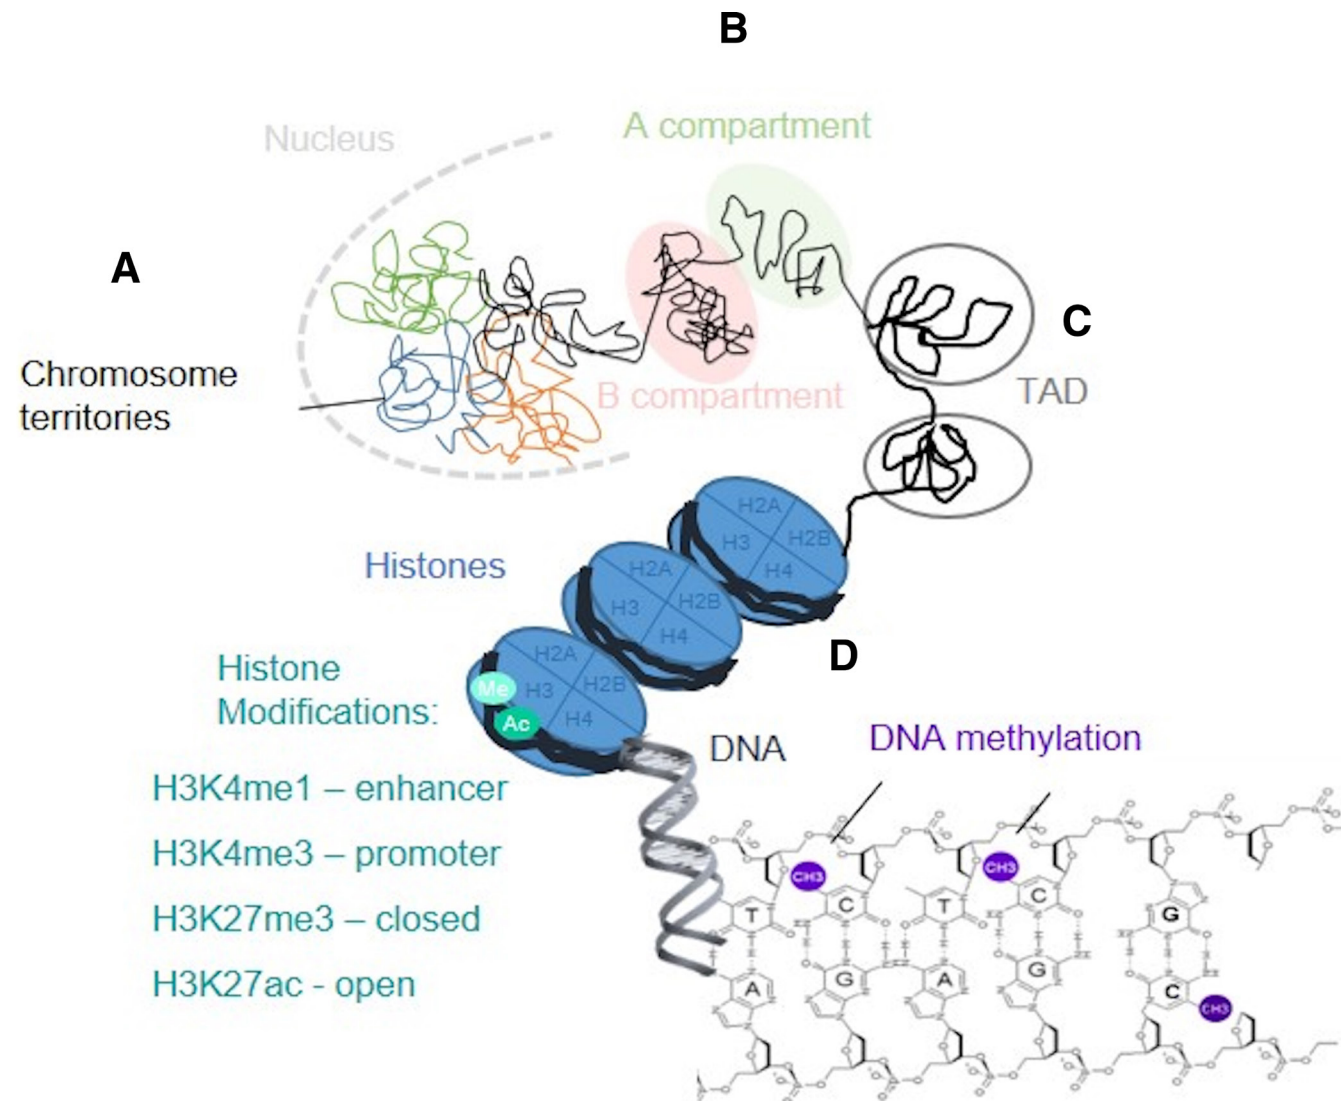 B
A compartment
Nucleus
A
C
Chromosome
territories
B compartment
TAD
H2A
H3
H2B
H4
Histones
H2A
H3
H2B
H4
D
Histone
Modifications:
H2A
Me
H3
H2B
Ac
H4
DNA
DNA methylation
H3K4me1 – enhancer
H3K4me3 – promoter
H3K27me3 – closed
H3K27ac - open
CH3
CH3
T
C
T
C
G
A
G
A
G
C
CH3